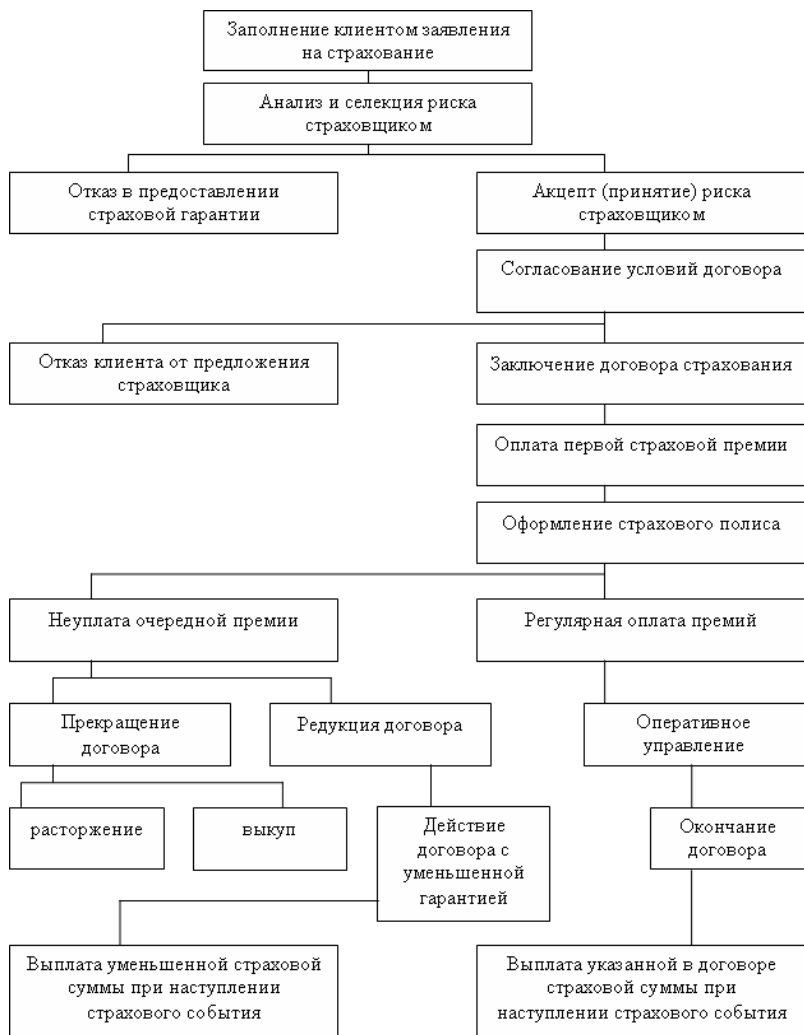 Заполнение клиентом заявления
на страхование
Анализ и селекция риска
страховщиком
Отказ в предоставлении
страховой гарантии
Акцепт (принятие) риска
страховщиком
Согласование условий договора
Отказ клиента от предложения
страховщика
Заключение договора страхования
Оплата первой страховой премии
Оформление страхового полиса
Неуплата очередной премии
Регулярная оплата премий
Прекращение
договора
Редукция договора
Оперативное
управление
расторжение
выкуп
Действие
договора с
уменьшенной
гарантией
Окончание
договора
Выплата уменьшенной страховой
суммы при наступлении
страхового события
Выплата указанной в договоре
страховой суммы при
наступлении страхового события